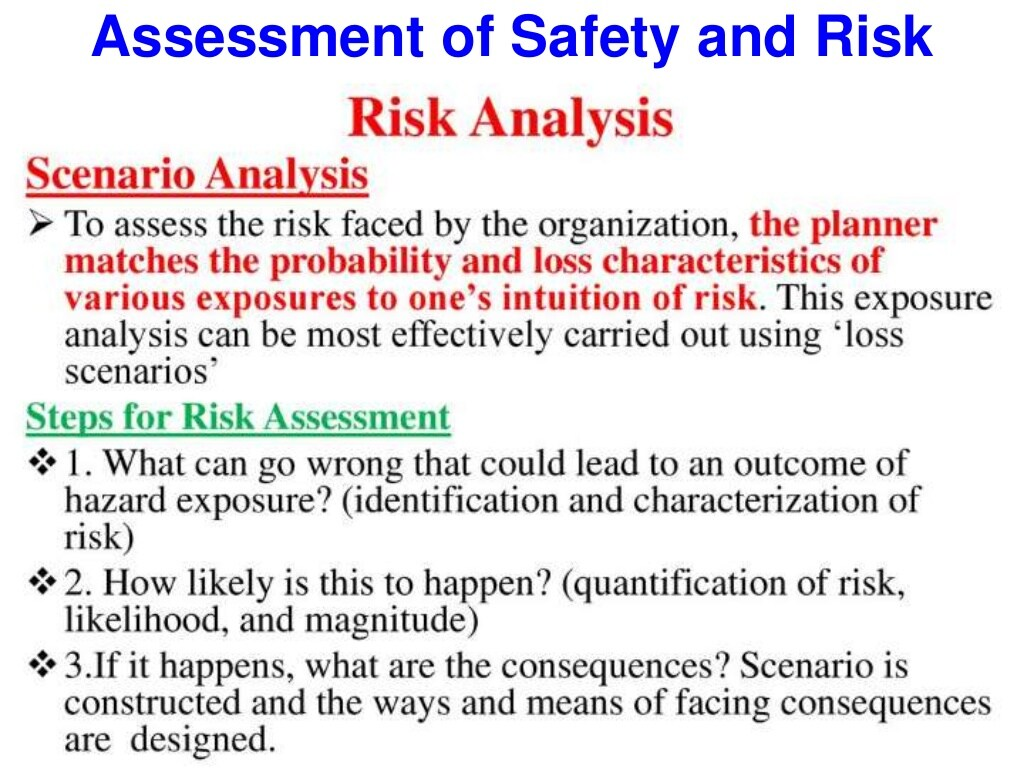 Assessment of Safety and Risk
Risk Analysis
Scenario Analysis
➢ To assess the risk faced by the organization, the planner
matches the probability and loss characteristics of
various exposures to one’s intuition of risk. This exposure
analysis can be most effectively carried out using ‘loss
scenarios’
Steps for Risk Assessment
❖ 1. What can go wrong that could lead to an outcome of
hazard exposure? (identification and characterization of
risk)
❖ 2. How likely is this to happen? (quantification of risk,
likelihood, and magnitude)
❖ 3.If it happens, what are the consequences? Scenario is
constructed and the ways and means of facing consequences
are designed.